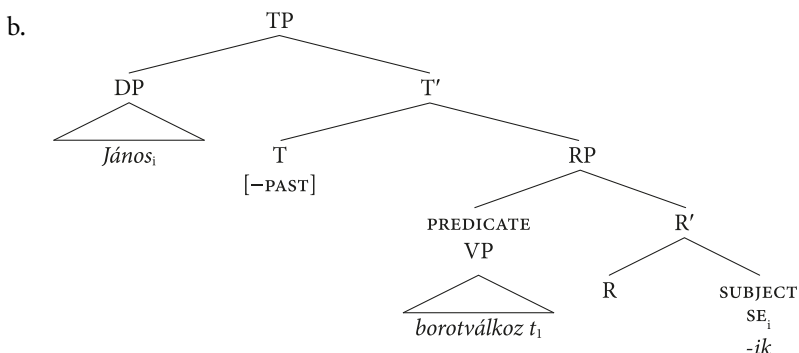 b.
TP
DP T′
Jánosi T RP
[−PAST]
PREDICATE R′
VP
R SUBJECT
borotválkoz t1 SEi
-ik